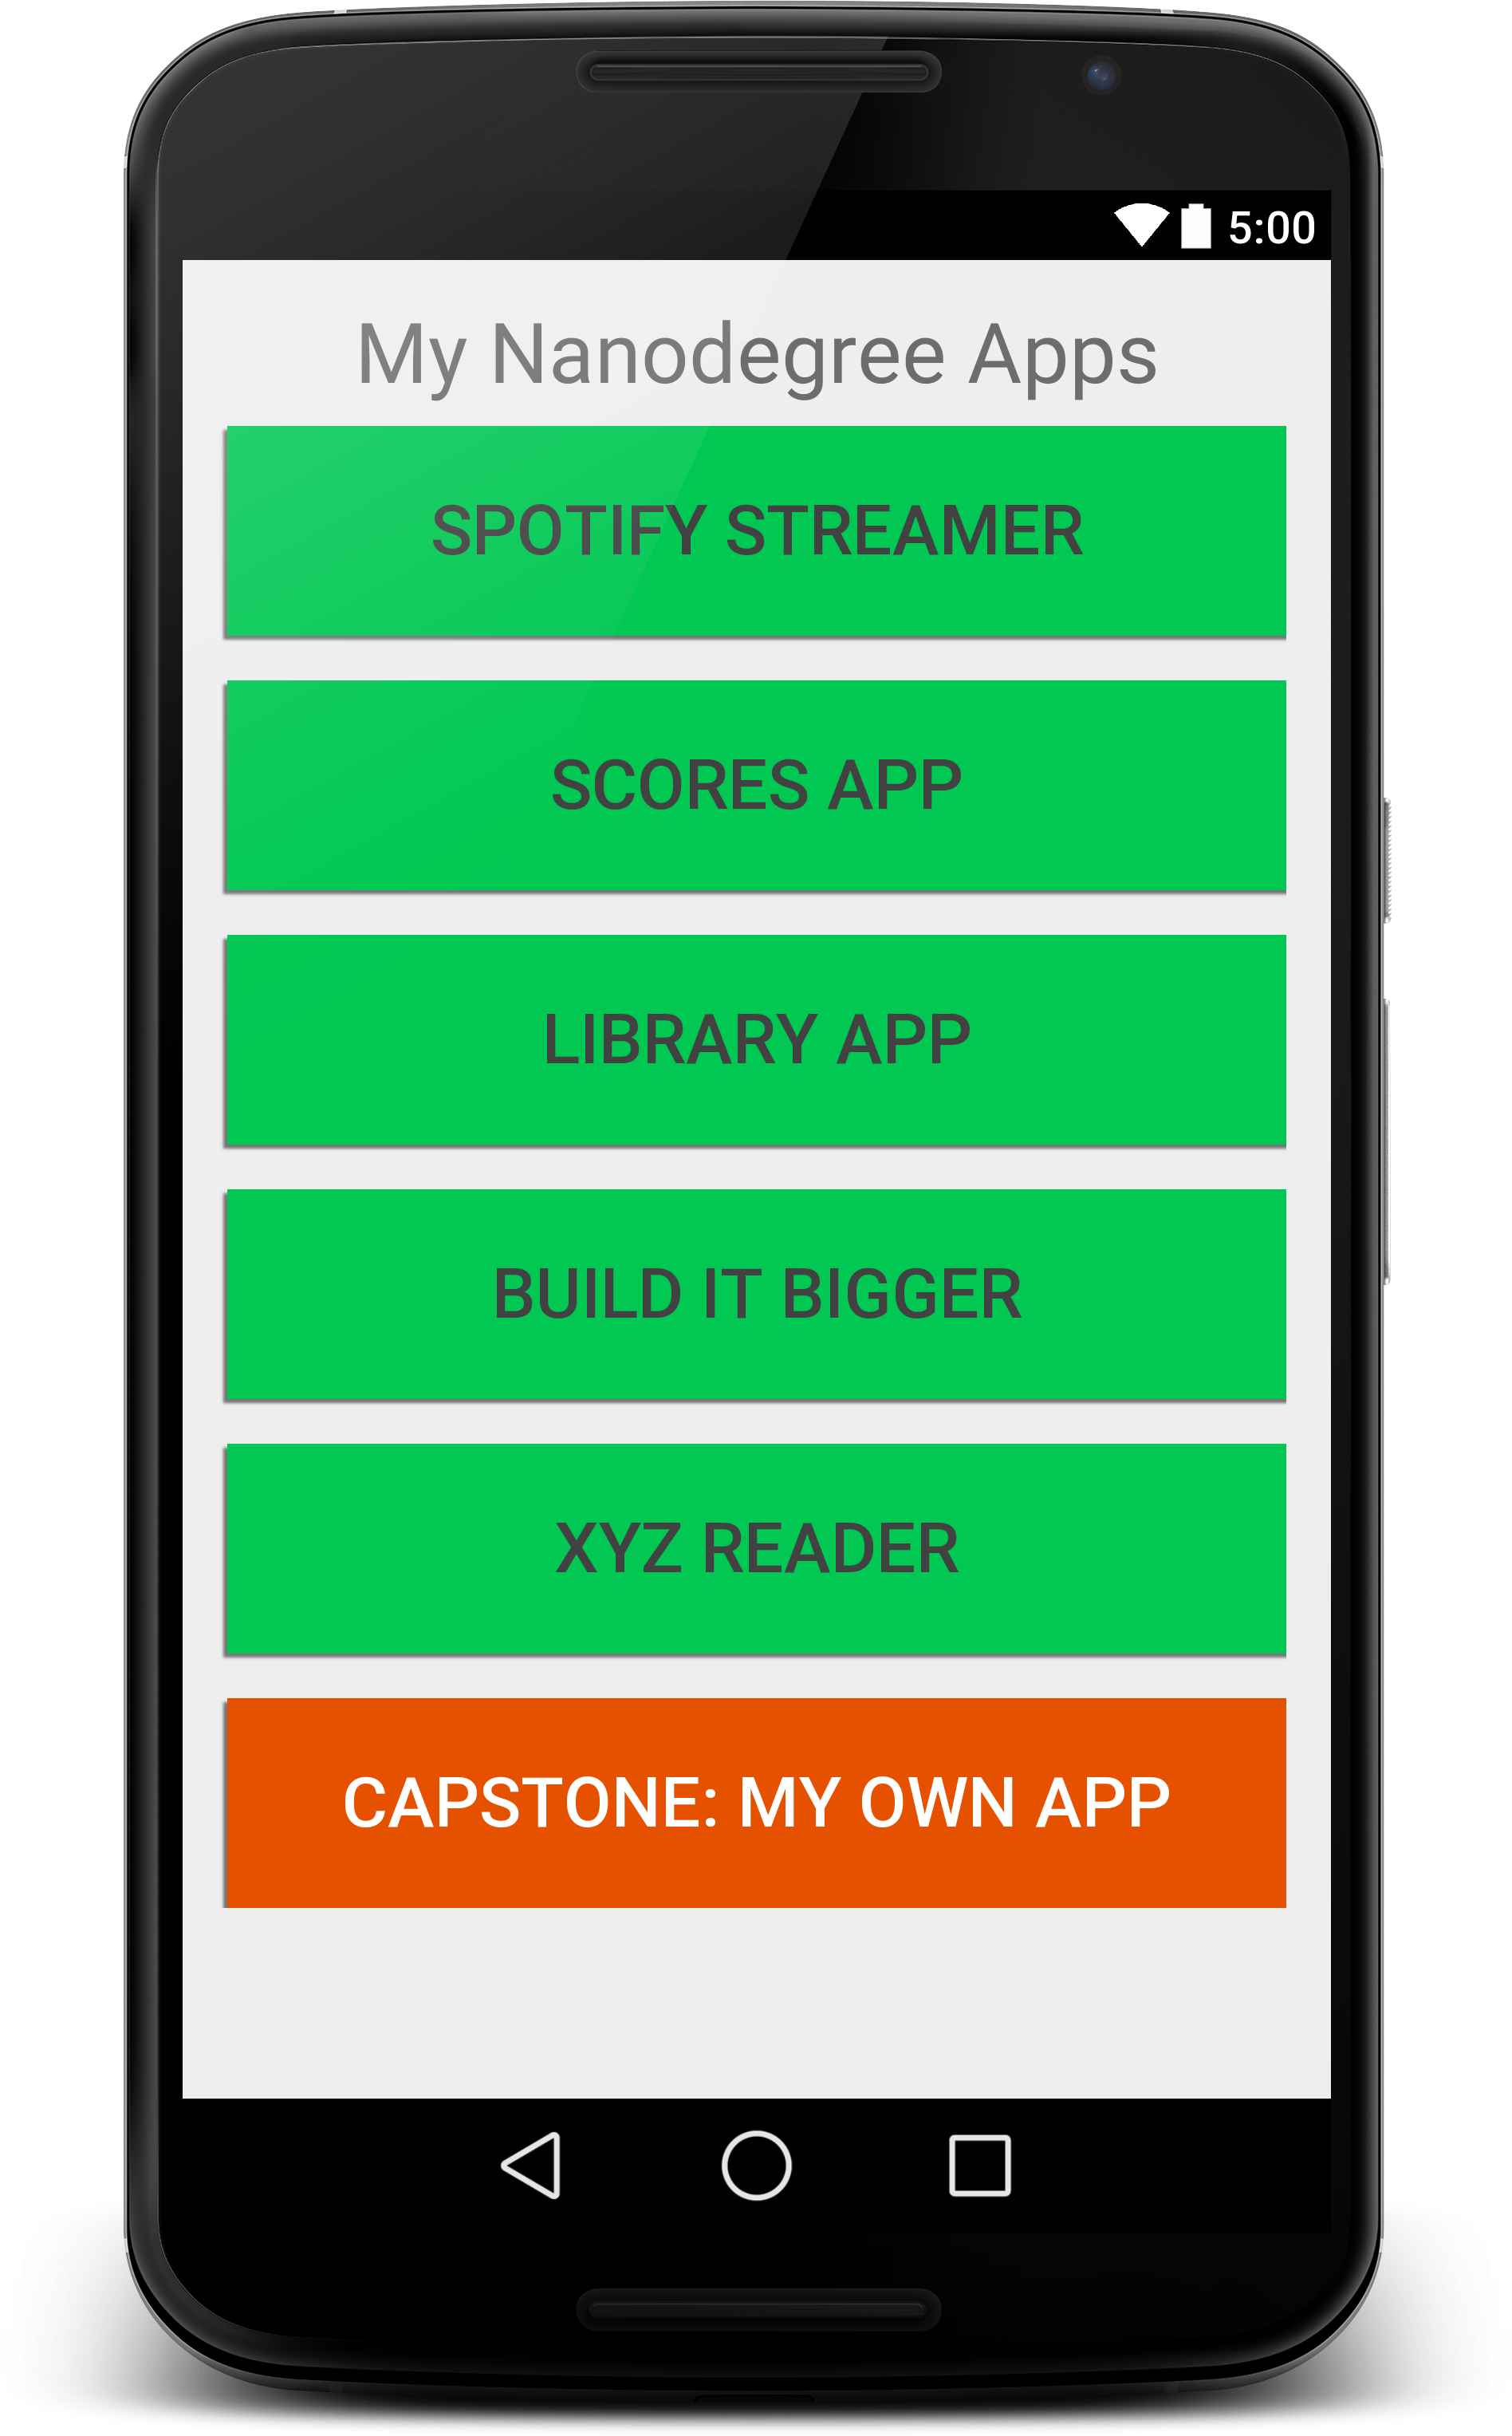 5:00
My Nanodegree Apps
SPOTIFY STREAMER
SCORES APP
LIBRARY APP
BUILD IT BIGGER
XYZ READER
CAPSTONE: MY OWN APP